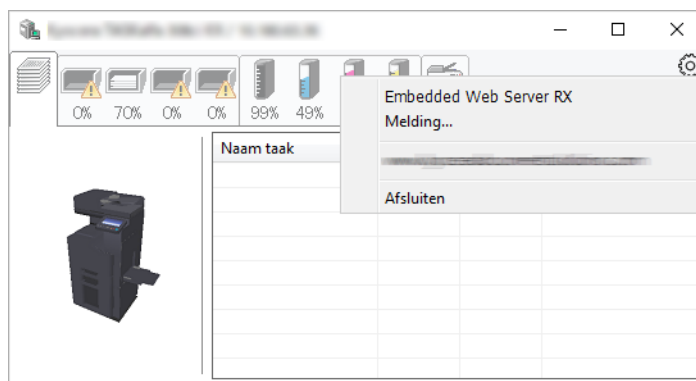 0% 70% 0% 0% 99% 49%
Embedded Web Server RX
Melding...
Naam taak
Afsluiten